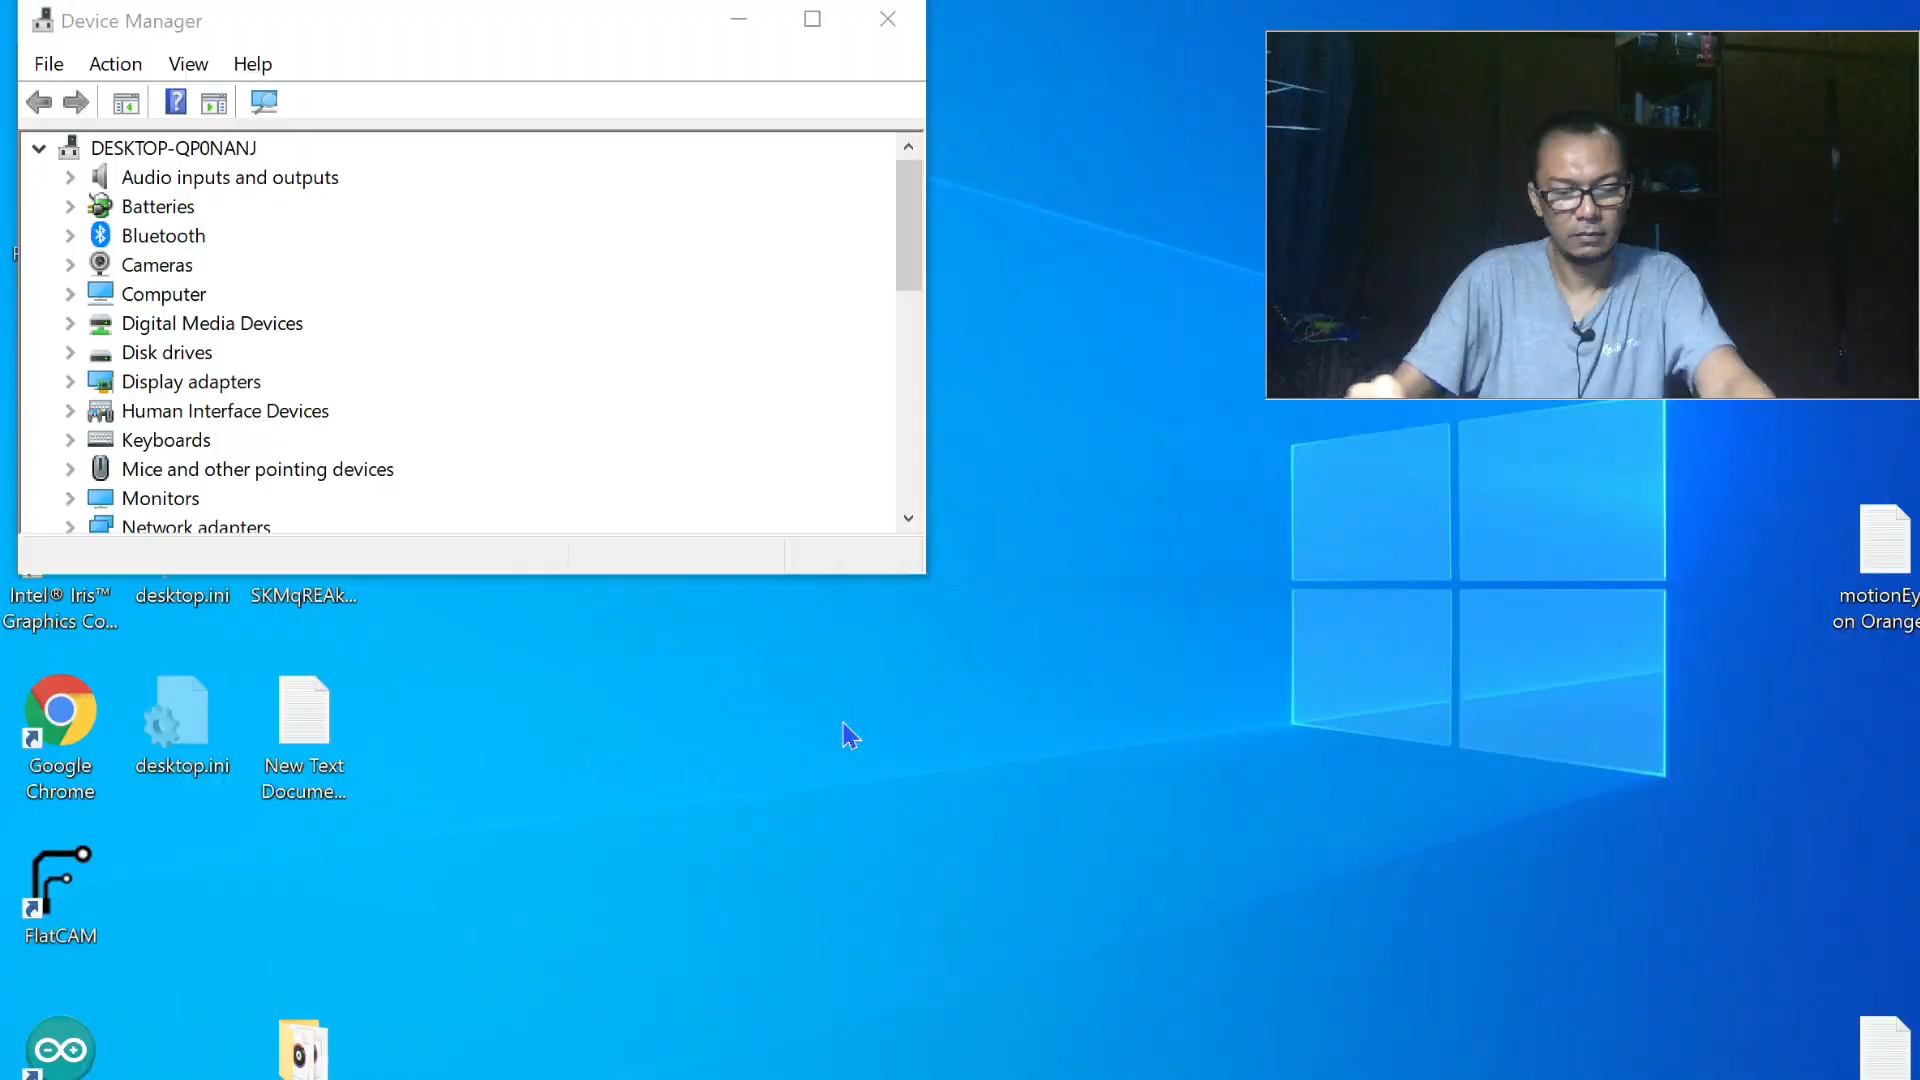 Device Manager
File Action View Help
DESKTOP-QP0NANJ
Audio inputs and outputs
Batteries
Bluetooth
Cameras
Computer
Digital Media Devices
Disk drives
Display adapters
Human Interface Devices
Keyboards
Mice and other pointing devices
Monitors
Network adapters
Intel® Iris™
Graphics Co...
desktop.ini
SKMqREAk...
motionEy
on Orange
Google
Chrome
desktop.ini
New Text
Docume...
FlatCAM